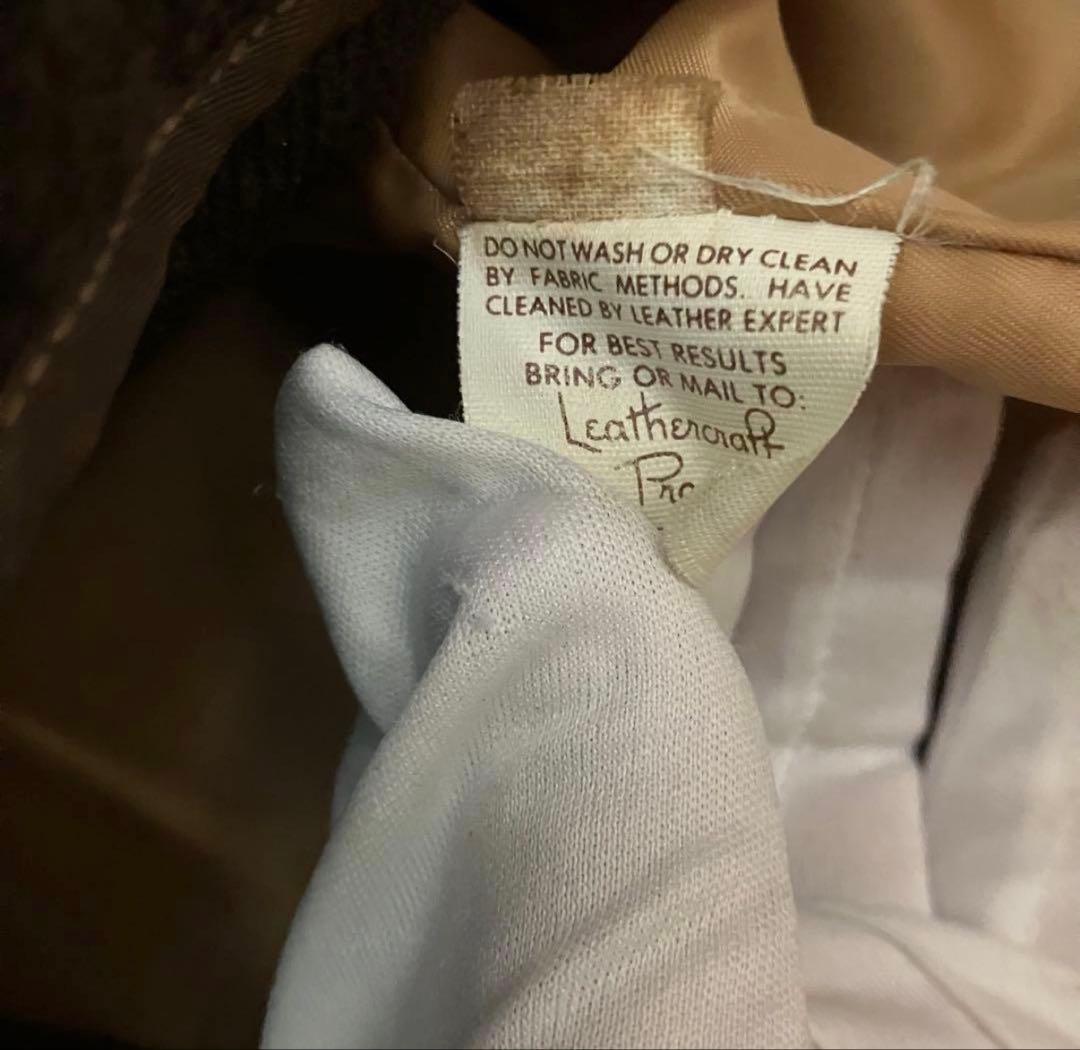 DO NOT WASH OR DRY CLEAN
BY FABRIC METHODS. HAVE
CLEANED BY LEATHER EXPERT
FOR BEST RESULTS
BRING OR MAIL TO:
Leathercraft